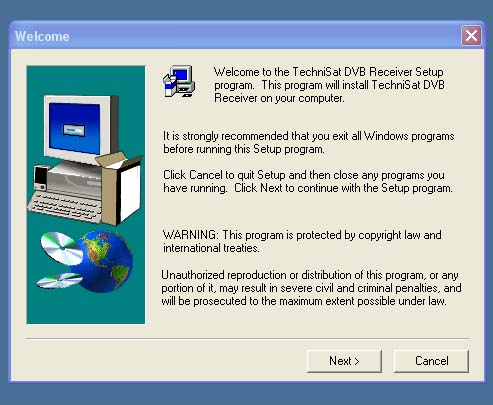 Welcome
Welcome to the TechniSat DVB Receiver Setup
program. This program will install TechniSat DVB
Receiver on your computer.
It is strongly recommended that you exit all Windows programs
before running this Setup program.
Click Cancel to quit Setup and then close any programs you
have running. Click Next to continue with the Setup program.
WARNING: This program is protected by copyright law and
international treaties.
Unauthorized reproduction or distribution of this program, or any
portion of it, may result in severe civil and criminal penalties, and
will be prosecuted to the maximum extent possible under law.
Next >
Cancel